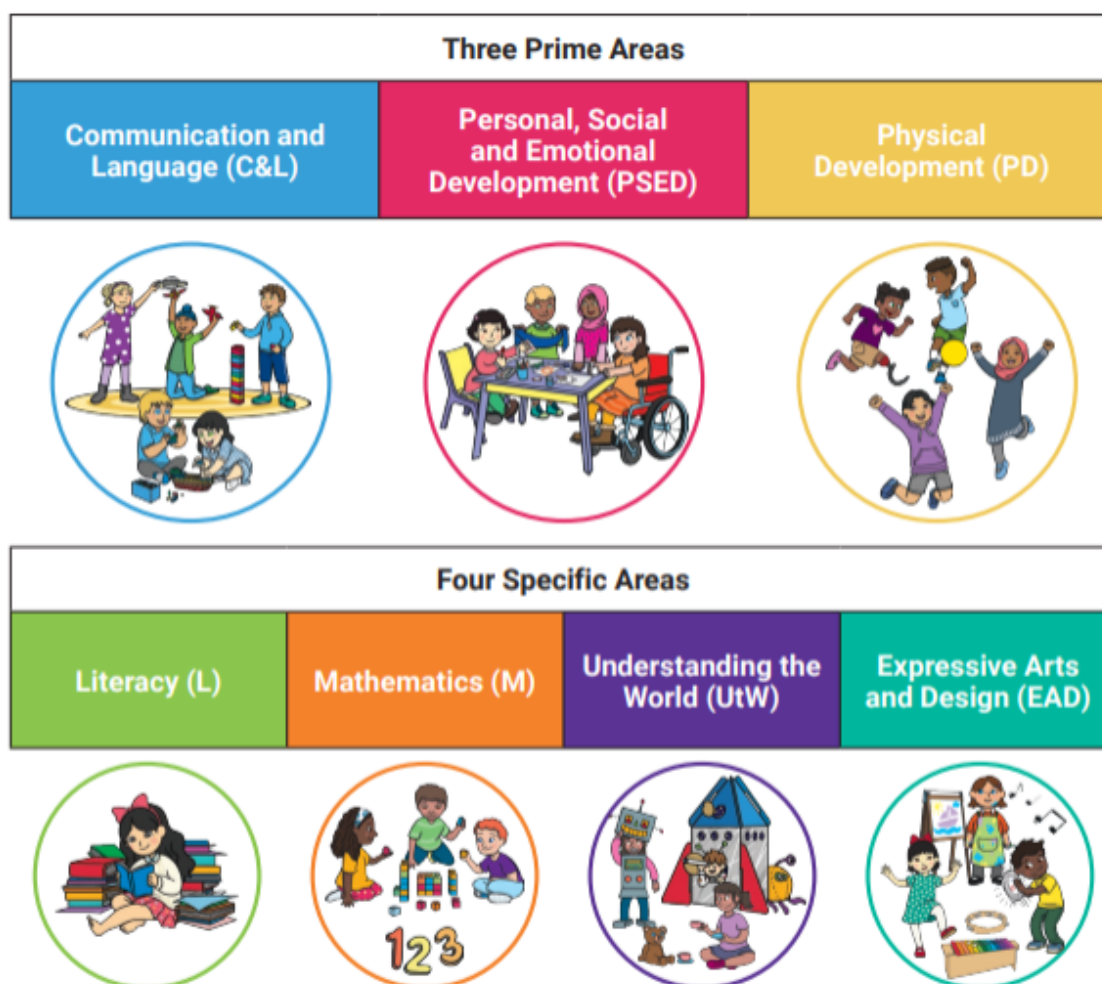 Three Prime Areas
Communication and
Language (C&L)
Personal, Social
and Emotional
Development (PSED)
Physical
Development (PD)
Four Specific Areas
Literacy (L)
Mathematics (M)
Understanding the
World (UtW)
Expressive Arts
and Design (EAD)
123